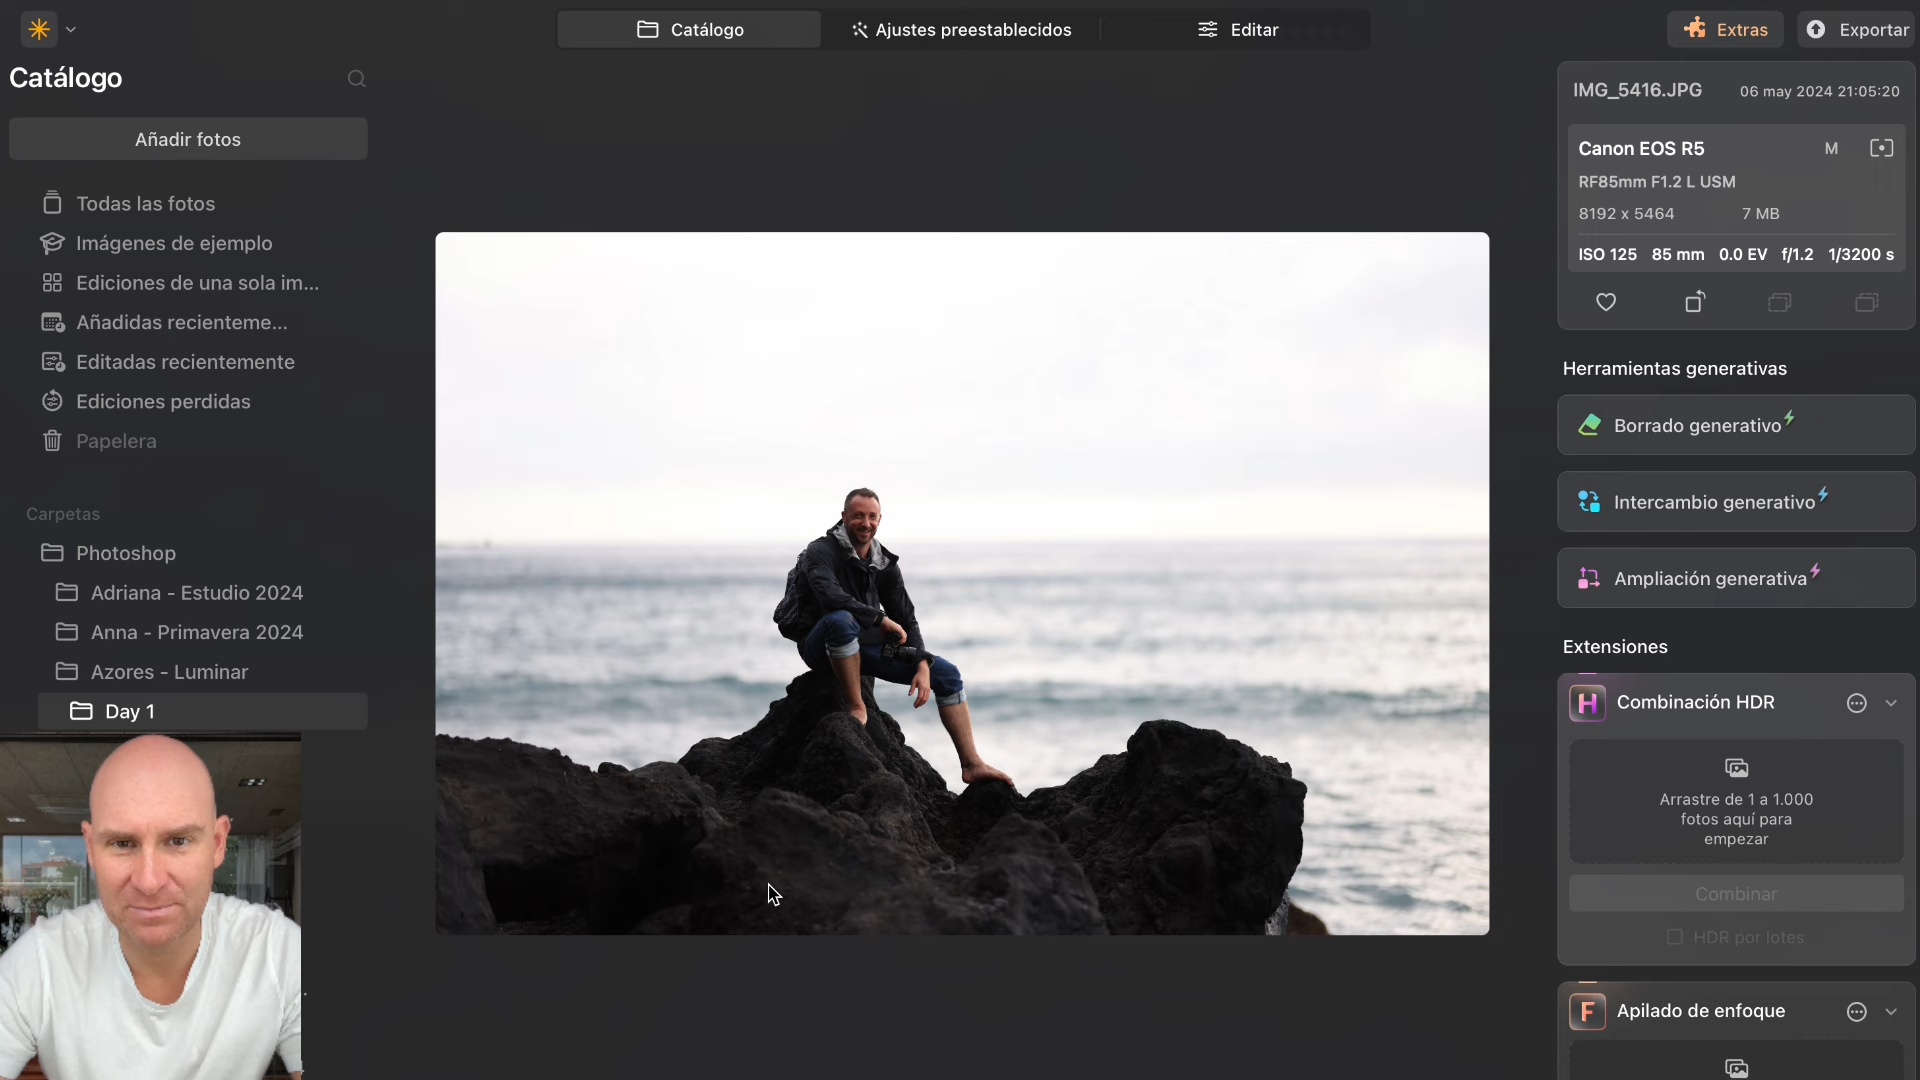 Catálogo
Ajustes preestablecidos
Editar
Extras
Exportar
Catálogo
Añadir fotos
Todas las fotos
Imágenes de ejemplo
Ediciones de una sola im...
Añadidas recienteme...
Editadas recientemente
Ediciones perdidas
Papelera
Carpetas
Photoshop
Adriana - Estudio 2024
Anna - Primavera 2024
Azores - Luminar
Day 1
IMG_5416.JPG 06 may 2024 21:05:20
Canon EOS R5 M
RF85mm F1.2 L USM
8192 x 5464 7 MB
ISO 125 85 mm 0.0 EV f/1.2 1/3200 s
Herramientas generativas
Borrado generativo
Intercambio generativo
Ampliación generativa
Extensiones
H Combinación HDR
Arrastre de 1 a 1.000
fotos aquí para
empezar
Combinar
HDR por lotes
F Apilado de enfoque